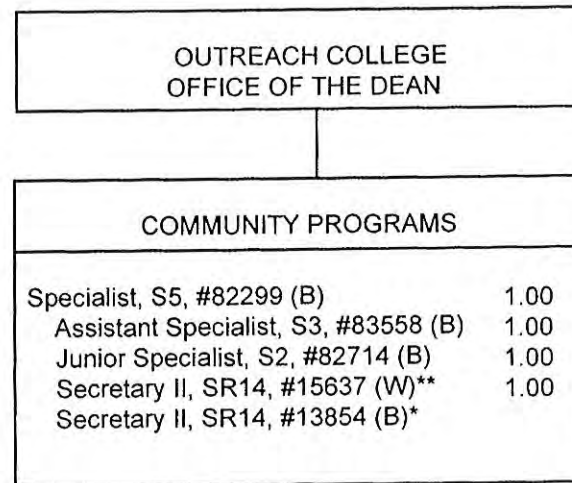 OUTREACH COLLEGE
OFFICE OF THE DEAN
COMMUNITY PROGRAMS
Specialist, S5, #82299 (B) 1.00
Assistant Specialist, S3, #83558 (B) 1.00
Junior Specialist, S2, #82714 (B) 1.00
Secretary II, SR14, #15637 (W)** 1.00
Secretary II, SR14, #13854 (B)*